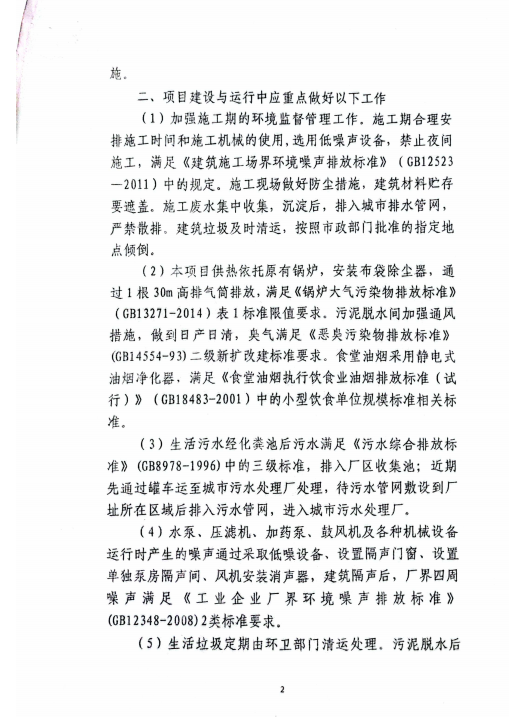 施。
二、项目建设与运行中应重点做好以下工作
（1）加强施工期的环境监督管理工作。施工期合理安
排施工时间和施工机械的使用,选用低噪声设备，禁止夜间
施工，满足《建筑施工场界环境噪声排放标准》（GB12523
—2011）中的规定。施工现场做好防尘措施，建筑材料贮存
要遮盖。施工废水集中收集，沉淀后，排入城市排水管网，
严禁散排。建筑垃圾及时清运，按照市政部门批准的指定地
点倾倒。
（2）本项目供热依托原有锅炉，安装布袋除尘器，通
过1根30m高排气筒排放,满足《锅炉大气污染物排放标准》
（GB13271-2014）表1标准限值要求。污泥脱水间加强通风
措施，做到日产日清，臭气满足《恶臭污染物排放标准》
(GB14554-93)二级新扩改建标准要求。食堂油烟采用静电式
油烟净化器，满足《食堂油烟执行饮食业油烟排放标准（试
行）》（GB18483-2001）中的小型饮食单位规模标准相关标
准。
（3）生活污水经化粪池后污水满足《污水综合排放标
准》(GB8978-1996)中的三级标准，排入厂区收集池；近期
先通过罐车运至城市污水处理厂处理，待污水管网敷设到厂
址所在区域后排入污水管网，进入城市污水处理厂。
（4）水泵、压滤机、加药泵、鼓风机及各种机械设备
运行时产生的噪声通过采取低噪设备、设置隔声门窗、设置
单独泵房隔声间、风机安装消声器，建筑隔声后，厂界四周
噪声满足《工业企业厂界环境噪声排放标准》
(GB12348-2008)2类标准要求。
（5）生活垃圾定期由环卫部门清运处理。污泥脱水后
2